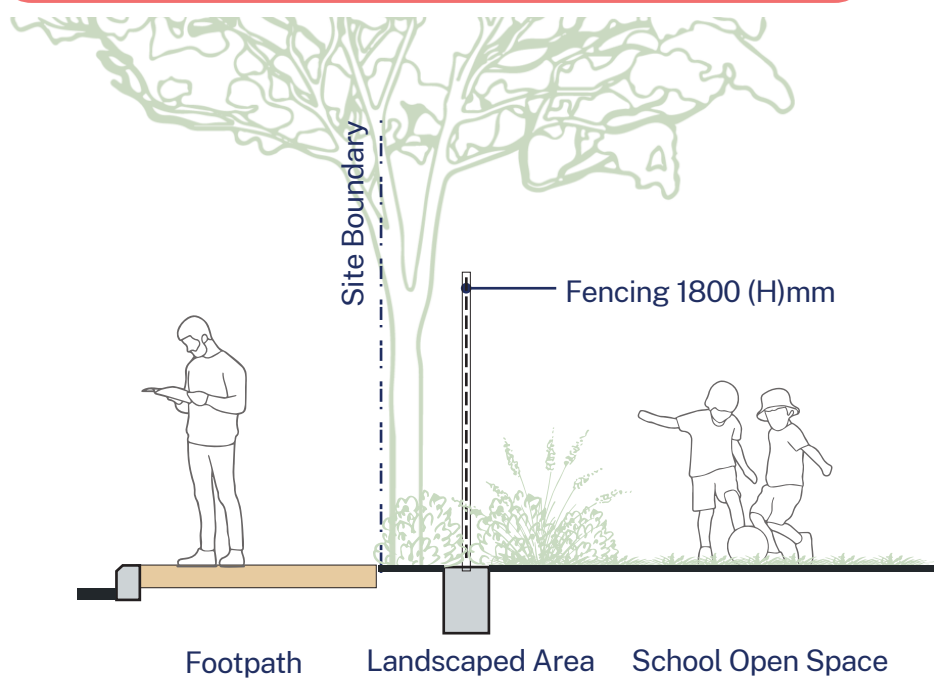 Site Boundary
Fencing 1800 (H)mm
Footpath
Landscaped Area
School Open Space